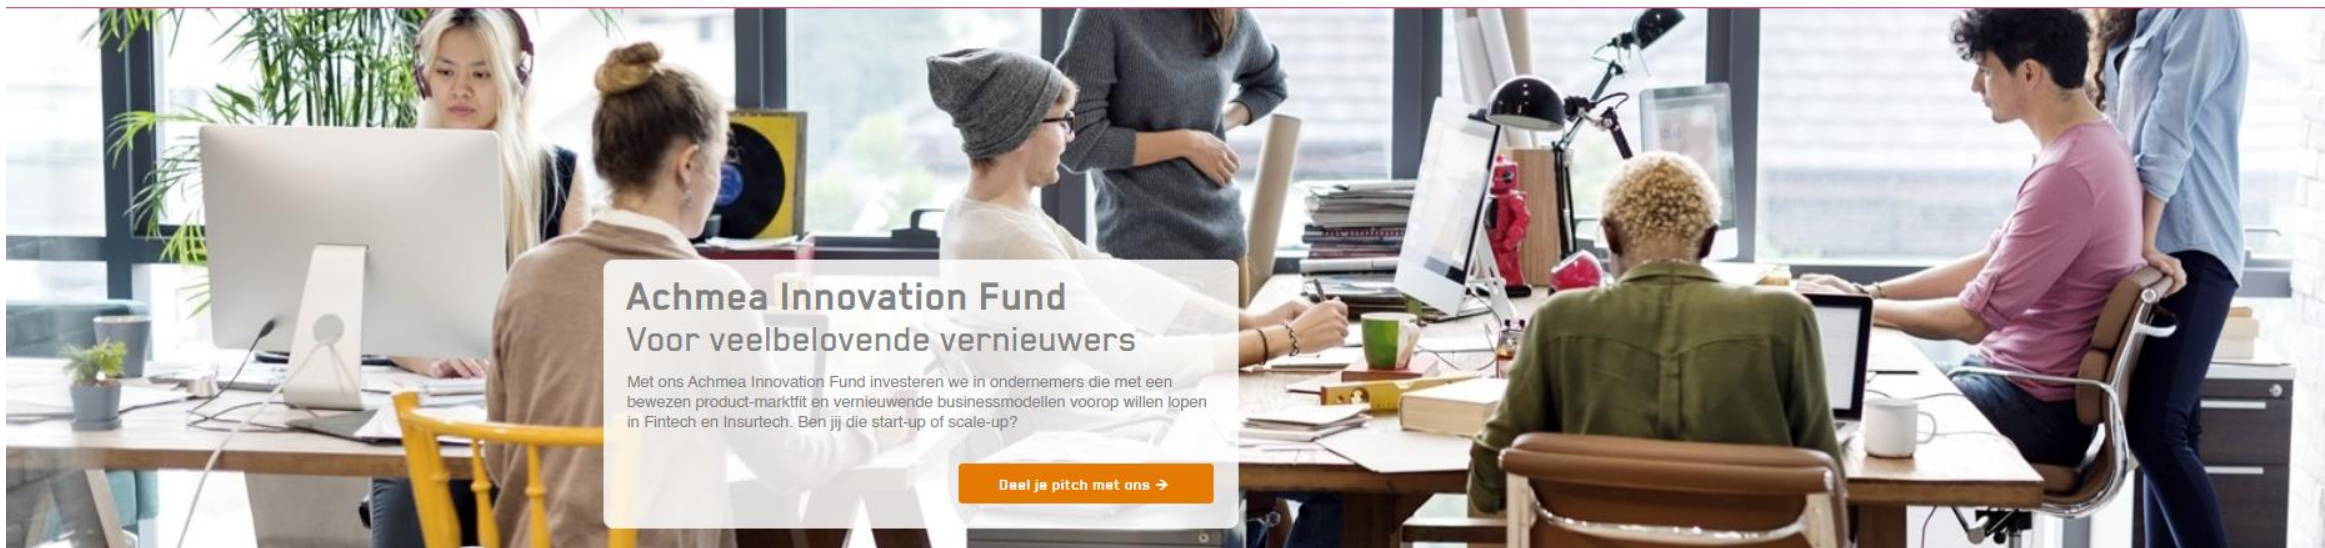 Achmea Innovation Fund
Voor veelbelovende vernieuwers
Met ons Achmea Innovation Fund investeren we in ondernemers die met een
bewezen product-marktfit en vernieuwende businessmodellen voorop willen lopen
in Fintech en Insurtech. Ben jij die start-up of scale-up?
Deel je pitch met ons →